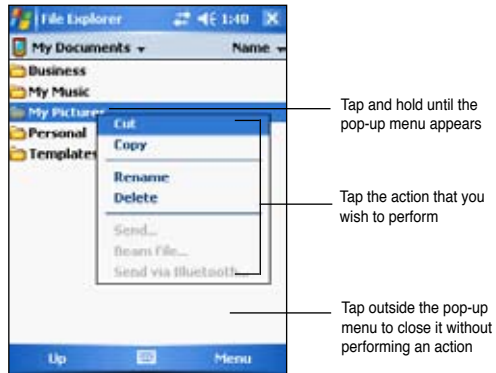 File Explorer 1:40
My Documents Name
Business
My Music
My Pictures
Personal
Templates
Cut
Copy
Rename
Delete
Send...
Beam File...
Send via Bluetooth...
Up Menu
Tap and hold until the
pop-up menu appears
Tap the action that you
wish to perform
Tap outside the pop-up
menu to close it without
performing an action